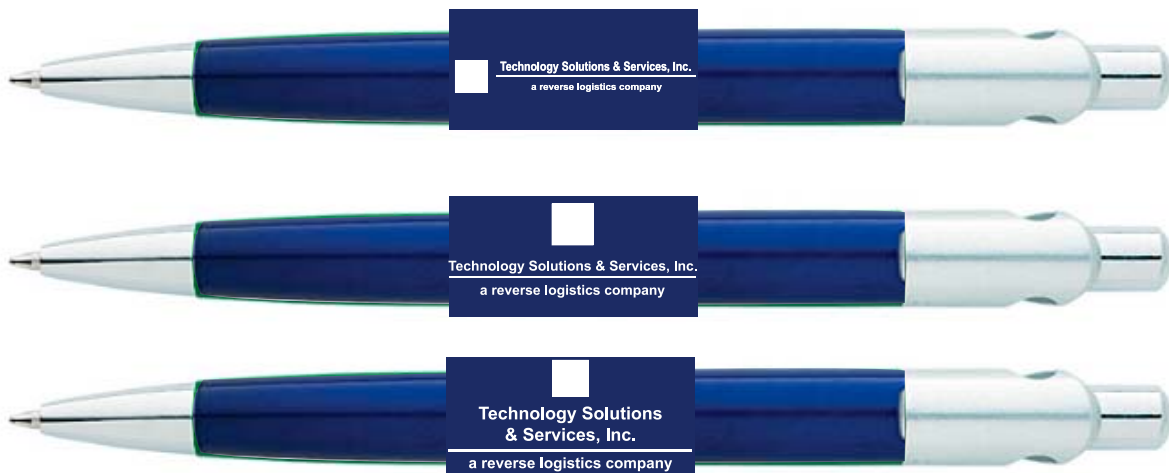 Technology Solutions & Services, Inc.
a reverse logistics company
Technology Solutions & Services, Inc.
a reverse logistics company
Technology Solutions
& Services, Inc.
a reverse logistics company